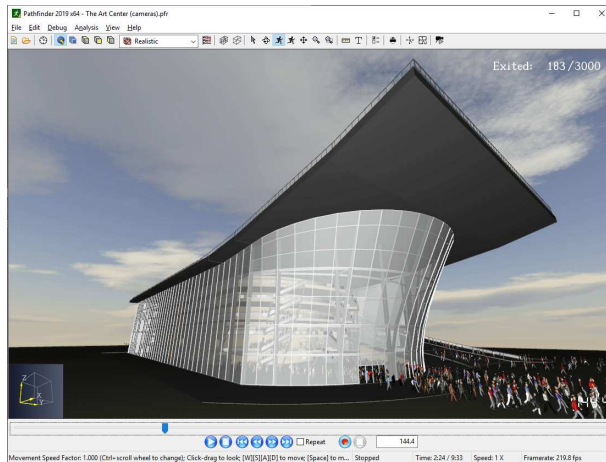 Pathfinder 2019 x64 - The Art Center (cameras).pfr
File Edit Debug Analysis View Help
Realistic
Exited: 183/3000
Z
X
Y
Repeat
144.4
Movement Speed Factor: 1.000 (Ctrl+scroll wheel to change); Click-drag to look; [W][S][A][D] to move; [Space] to m... Stopped Time: 2:24 / 9:33 Speed: 1 X Framerate: 219.8 fps